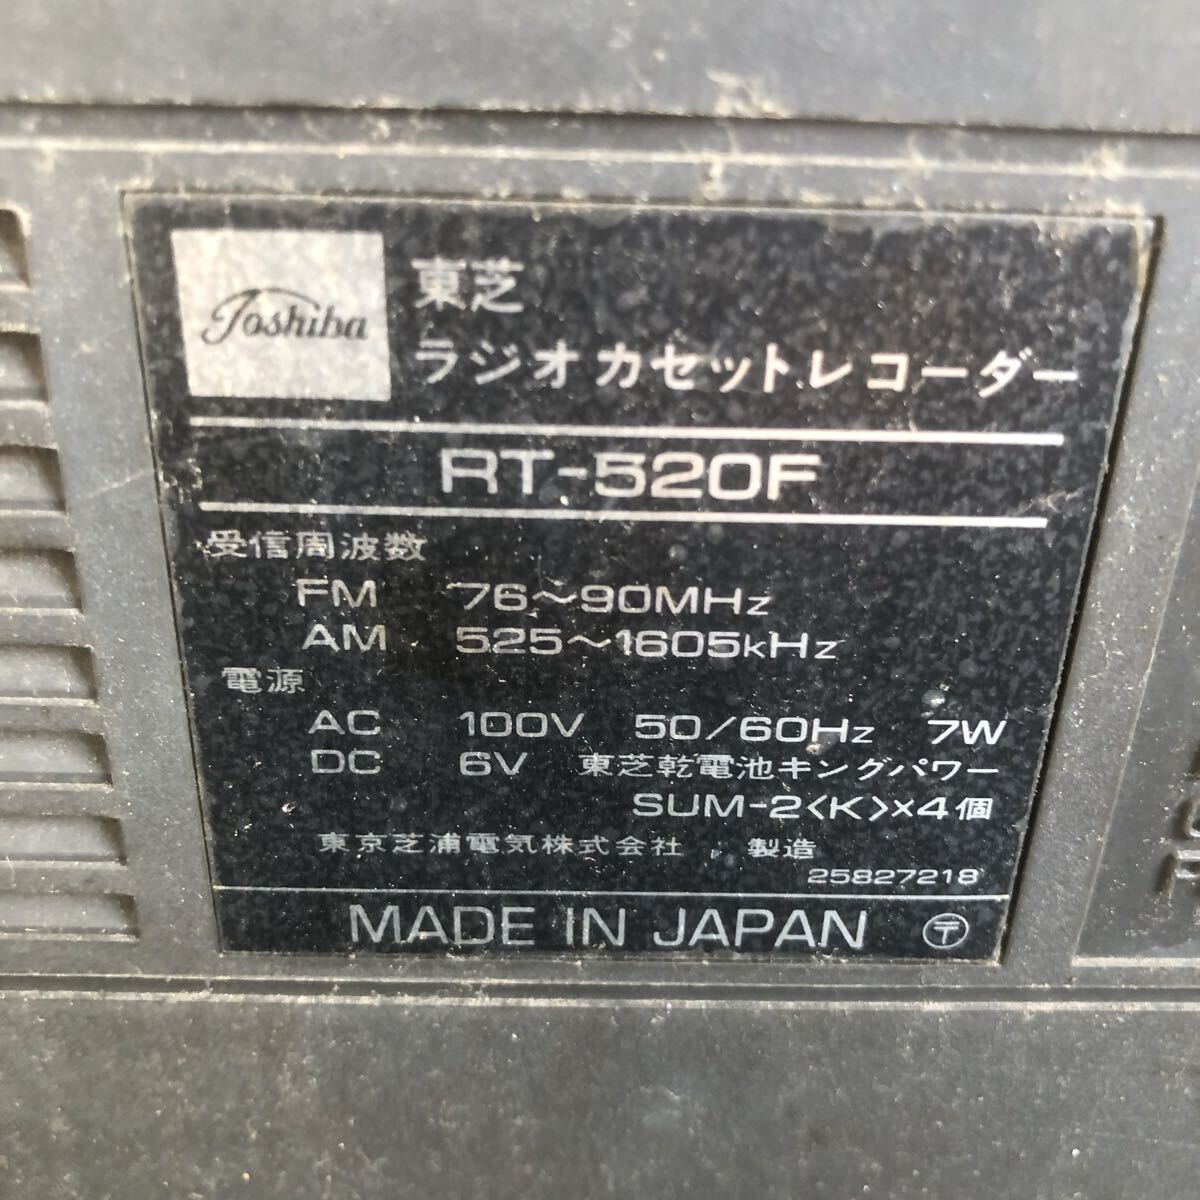 Toshiba
東芝
ラジオカセットレコーダー
RT-520F
受信周波数
FM 76～90MHz
AM 525～1605kHz
電源
AC 100V 50/60Hz 7W
DC 6V 東芝乾電池キングパワー
SUM-2〈K〉×4個
東京芝浦電気株式会社 製造
25827218
MADE IN JAPAN 〶